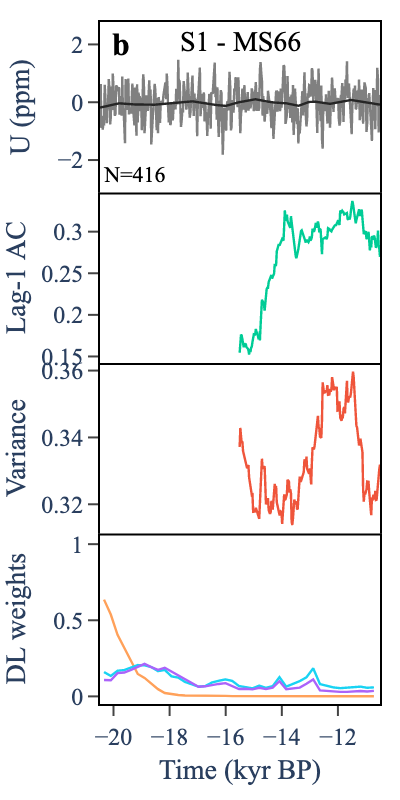 b S1 - MS66
U (ppm)
2
0
−2
N=416
Lag-1 AC
0.3
0.25
0.2
0.15
Variance
0.36
0.34
0.32
DL weights
1
0.5
0
−20 −18 −16 −14 −12
Time (kyr BP)